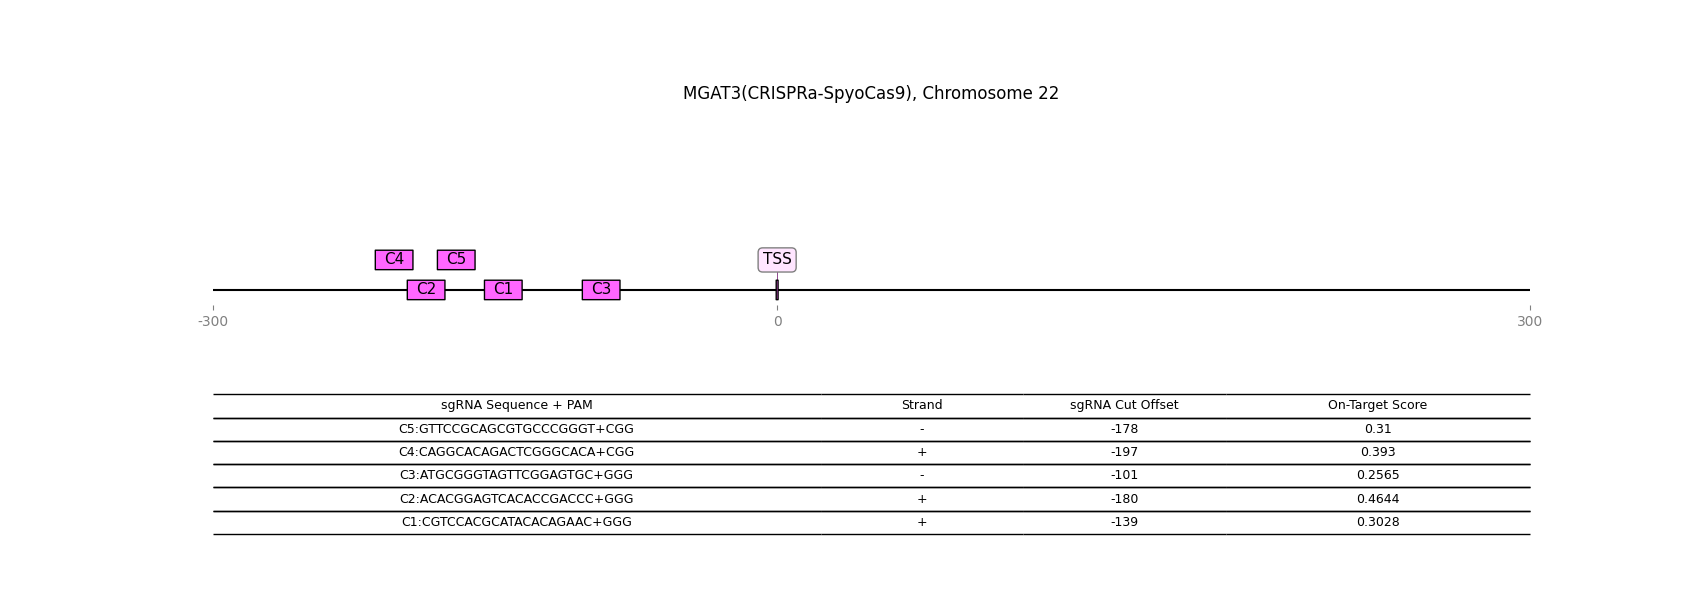 MGAT3(CRISPRa-SpyoCas9), Chromosome 22
C4 C5 TSS
C2 C1 C3
-300 0 300
sgRNA Sequence + PAM Strand sgRNA Cut Offset On-Target Score
C5:GTTCCGCAGCGTGCCCGGGT+CGG - -178 0.31
C4:CAGGCACAGACTCGGGCACA+CGG + -197 0.393
C3:ATGCGGGTAGTTCGGAGTGC+GGG - -101 0.2565
C2:ACACGGAGTCACACCGACCC+GGG + -180 0.4644
C1:CGTCCACGCATACACAGAAC+GGG + -139 0.3028